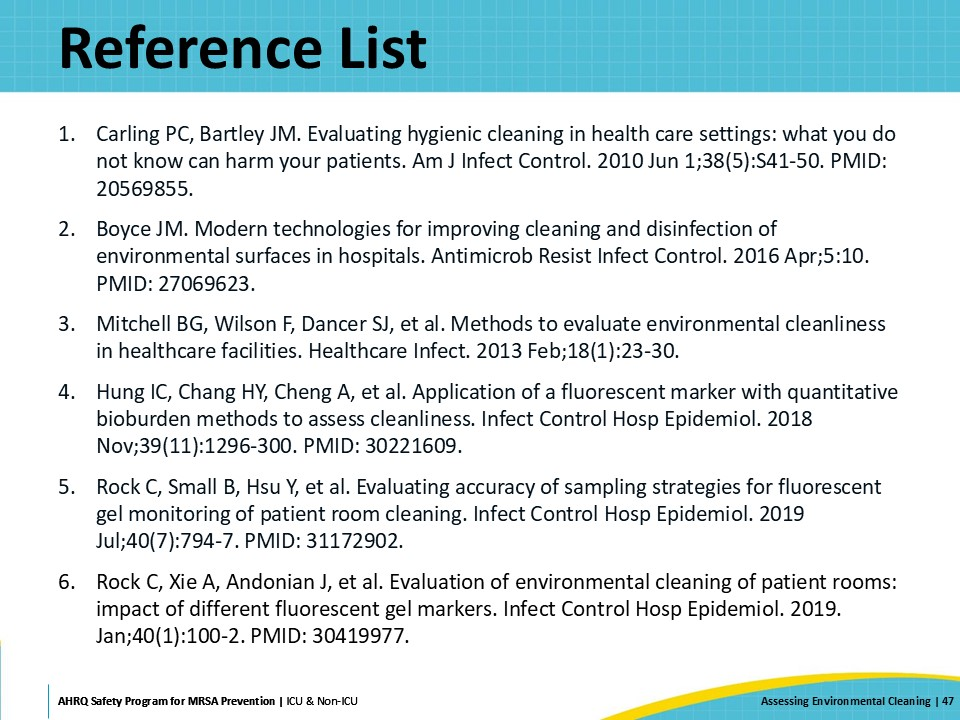 Reference List
1. Carling PC, Bartley JM. Evaluating hygienic cleaning in health care settings: what you do
not know can harm your patients. Am J Infect Control. 2010 Jun 1;38(5):S41-50. PMID:
20569855.
2. Boyce JM. Modern technologies for improving cleaning and disinfection of
environmental surfaces in hospitals. Antimicrob Resist Infect Control. 2016 Apr;5:10.
PMID: 27069623.
3. Mitchell BG, Wilson F, Dancer SJ, et al. Methods to evaluate environmental cleanliness
in healthcare facilities. Healthcare Infect. 2013 Feb;18(1):23-30.
4. Hung IC, Chang HY, Cheng A, et al. Application of a fluorescent marker with quantitative
bioburden methods to assess cleanliness. Infect Control Hosp Epidemiol. 2018
Nov;39(11):1296-300. PMID: 30221609.
5. Rock C, Small B, Hsu Y, et al. Evaluating accuracy of sampling strategies for fluorescent
gel monitoring of patient room cleaning. Infect Control Hosp Epidemiol. 2019
Jul;40(7):794-7. PMID: 31172902.
6. Rock C, Xie A, Andonian J, et al. Evaluation of environmental cleaning of patient rooms:
impact of different fluorescent gel markers. Infect Control Hosp Epidemiol. 2019.
Jan;40(1):100-2. PMID: 30419977.
AHRQ Safety Program for MRSA Prevention | ICU & Non-ICU
Assessing Environmental Cleaning | 47